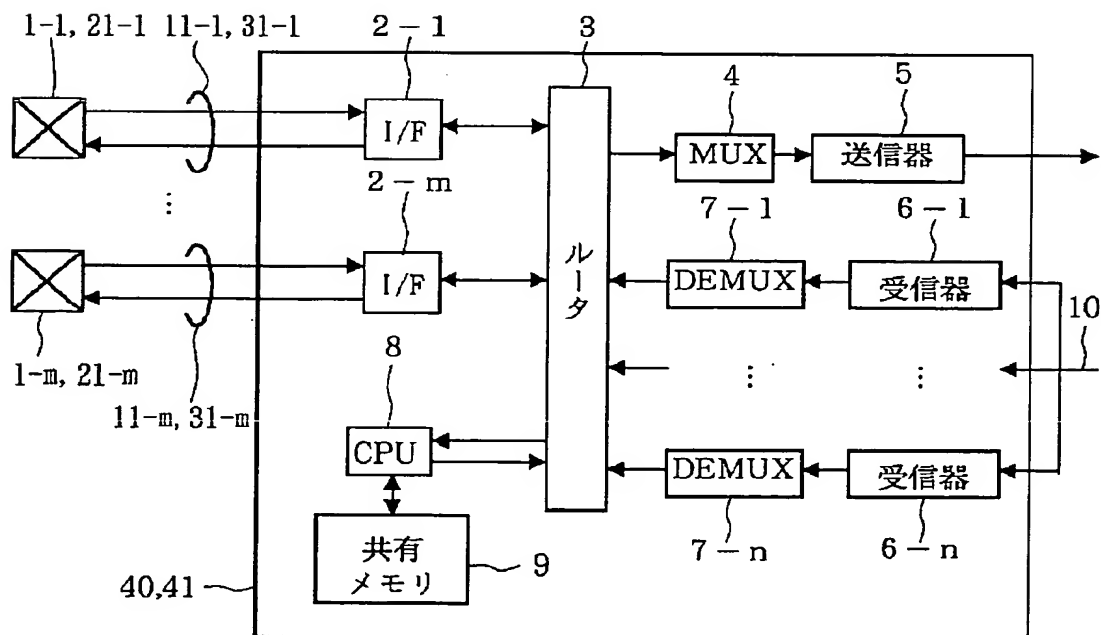 1-1, 21-1
11-1, 31-1
2-1
3
4
5
I/F
MUX
送信器
⋮
2-m
7-1
6-1
I/F
ルータ
DEMUX
受信器
10
1-m, 21-m
11-m, 31-m
8
⋮
⋮
CPU
DEMUX
受信器
共有
メモリ
9
7-n
6-n
40,41